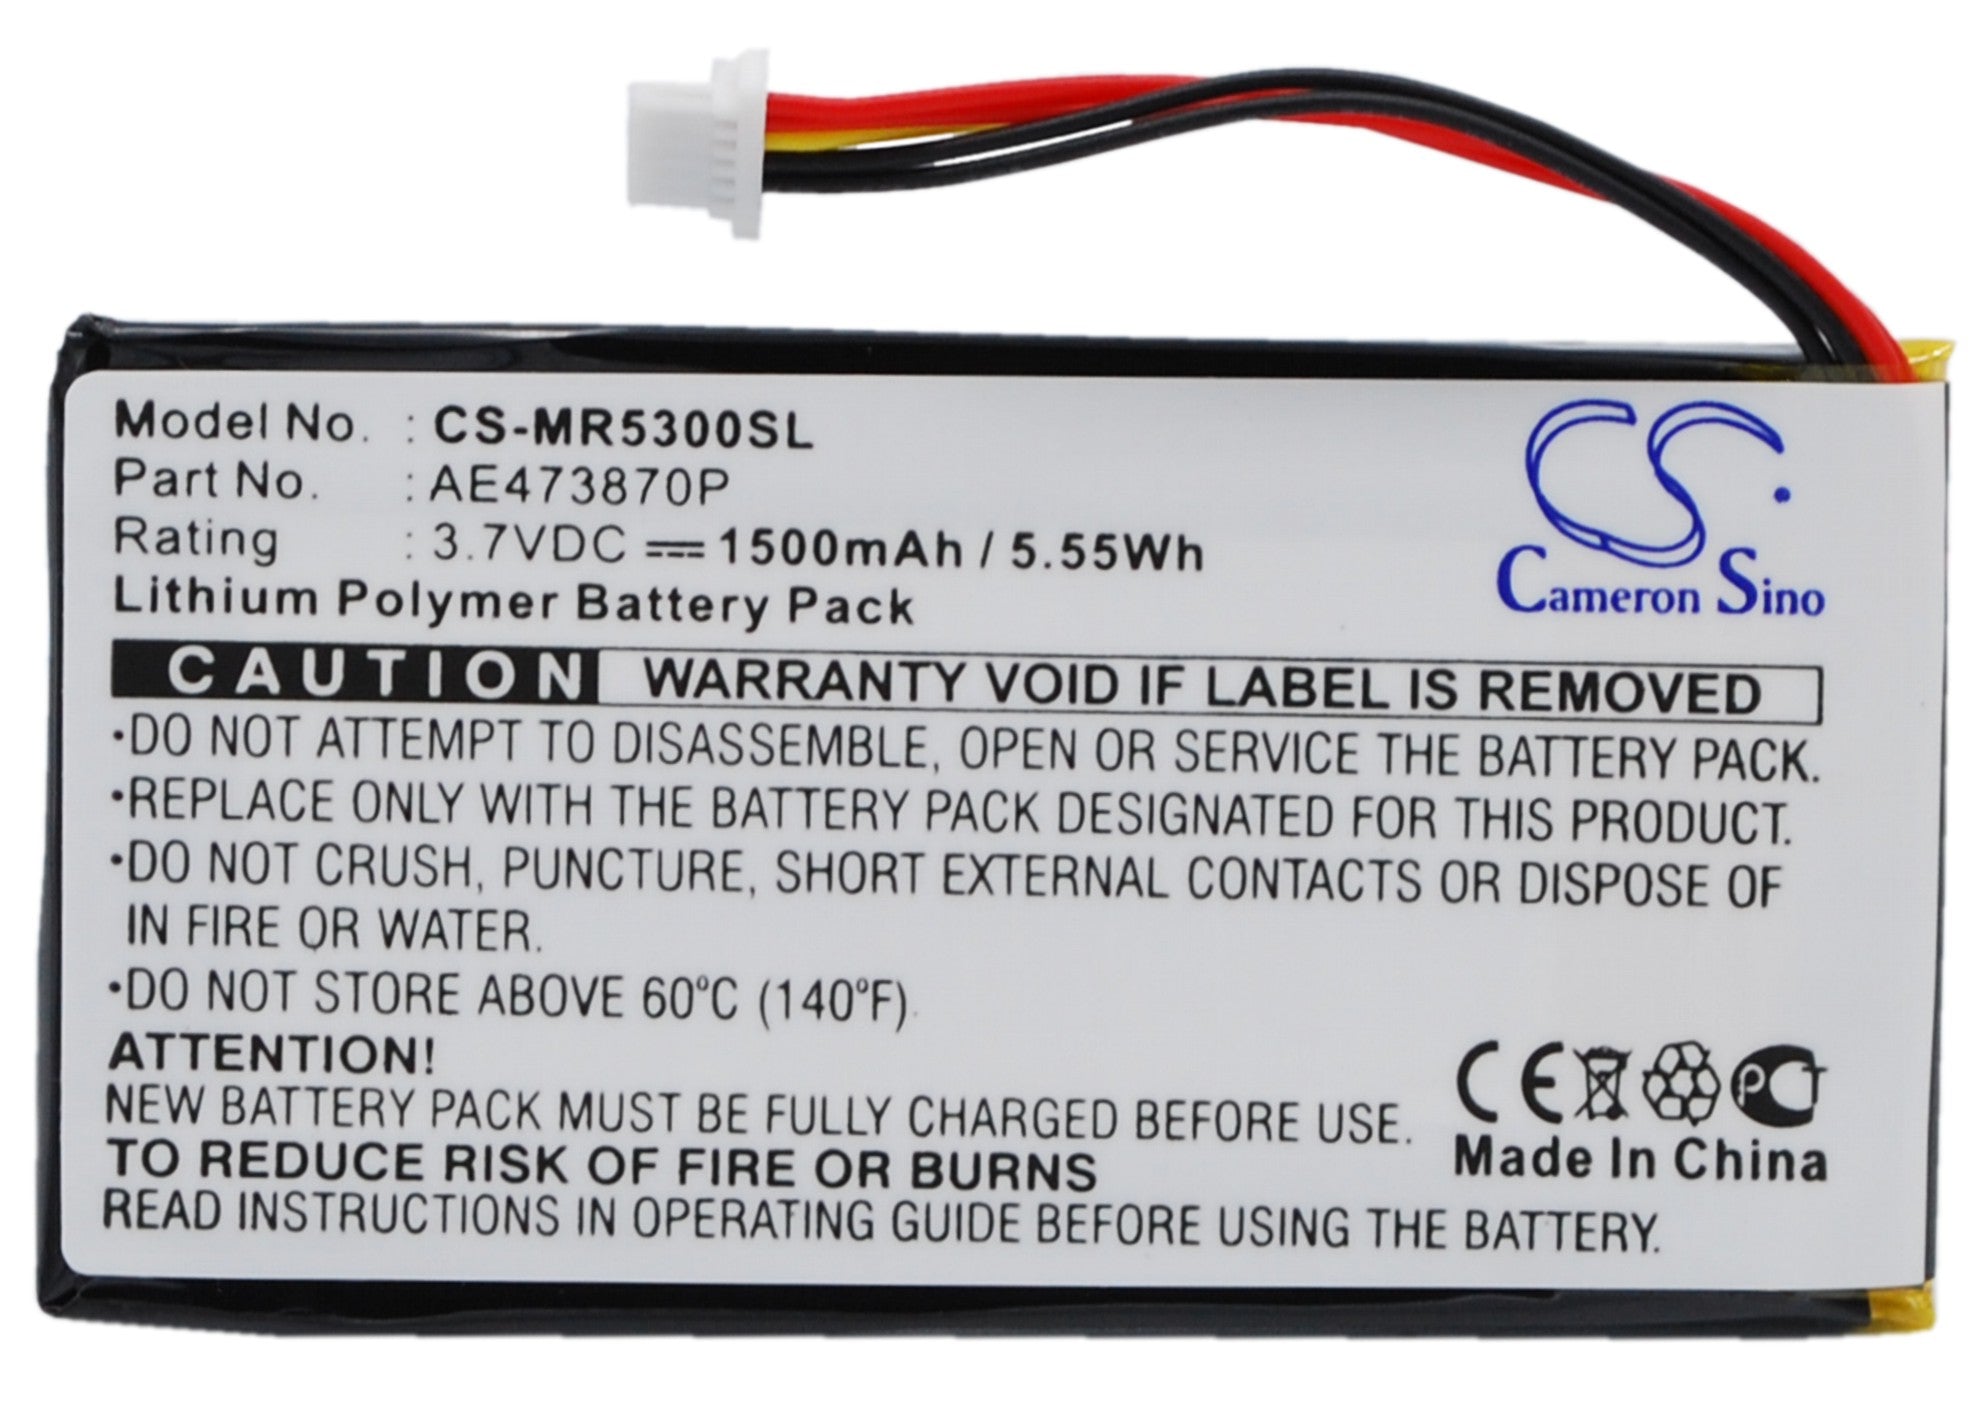 Model No. : CS-MR5300SL
Part No. : AE473870P
Rating : 3.7VDC ⎓ 1500mAh / 5.55Wh
Lithium Polymer Battery Pack
CS
Cameron Sino
CAUTION WARRANTY VOID IF LABEL IS REMOVED
•DO NOT ATTEMPT TO DISASSEMBLE, OPEN OR SERVICE THE BATTERY PACK.
•REPLACE ONLY WITH THE BATTERY PACK DESIGNATED FOR THIS PRODUCT.
•DO NOT CRUSH, PUNCTURE, SHORT EXTERNAL CONTACTS OR DISPOSE OF
IN FIRE OR WATER.
•DO NOT STORE ABOVE 60°C (140°F).
ATTENTION!
NEW BATTERY PACK MUST BE FULLY CHARGED BEFORE USE.
TO REDUCE RISK OF FIRE OR BURNS
READ INSTRUCTIONS IN OPERATING GUIDE BEFORE USING THE BATTERY.
CE PCT
Made In China